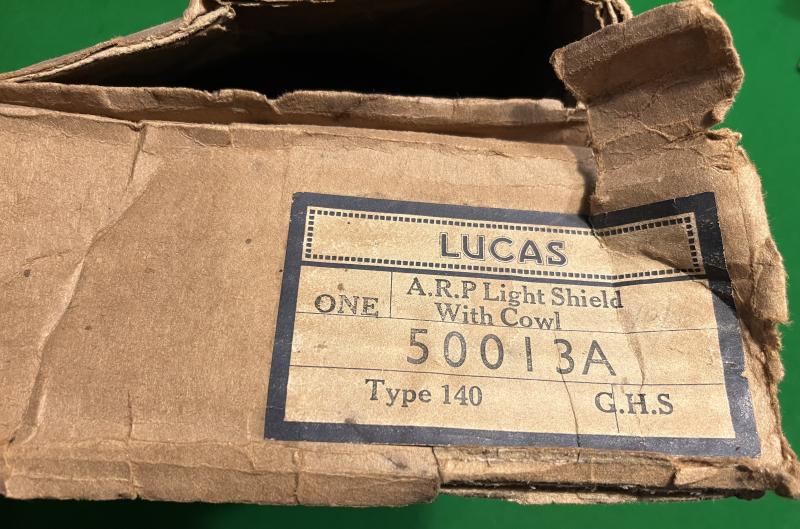 LUCAS
ONE
A.R.P Light Shield
With Cowl
50013A
Type 140
G.H.S